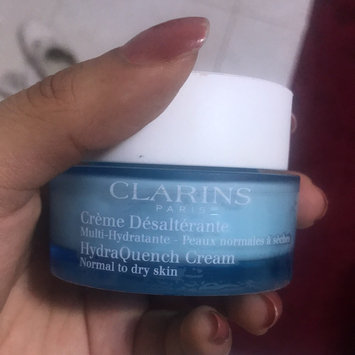 CLARINS
PARIS
Crème Désaltérante
Multi-Hydratante - Peaux normales à sèches
HydraQuench Cream
Normal to dry skin